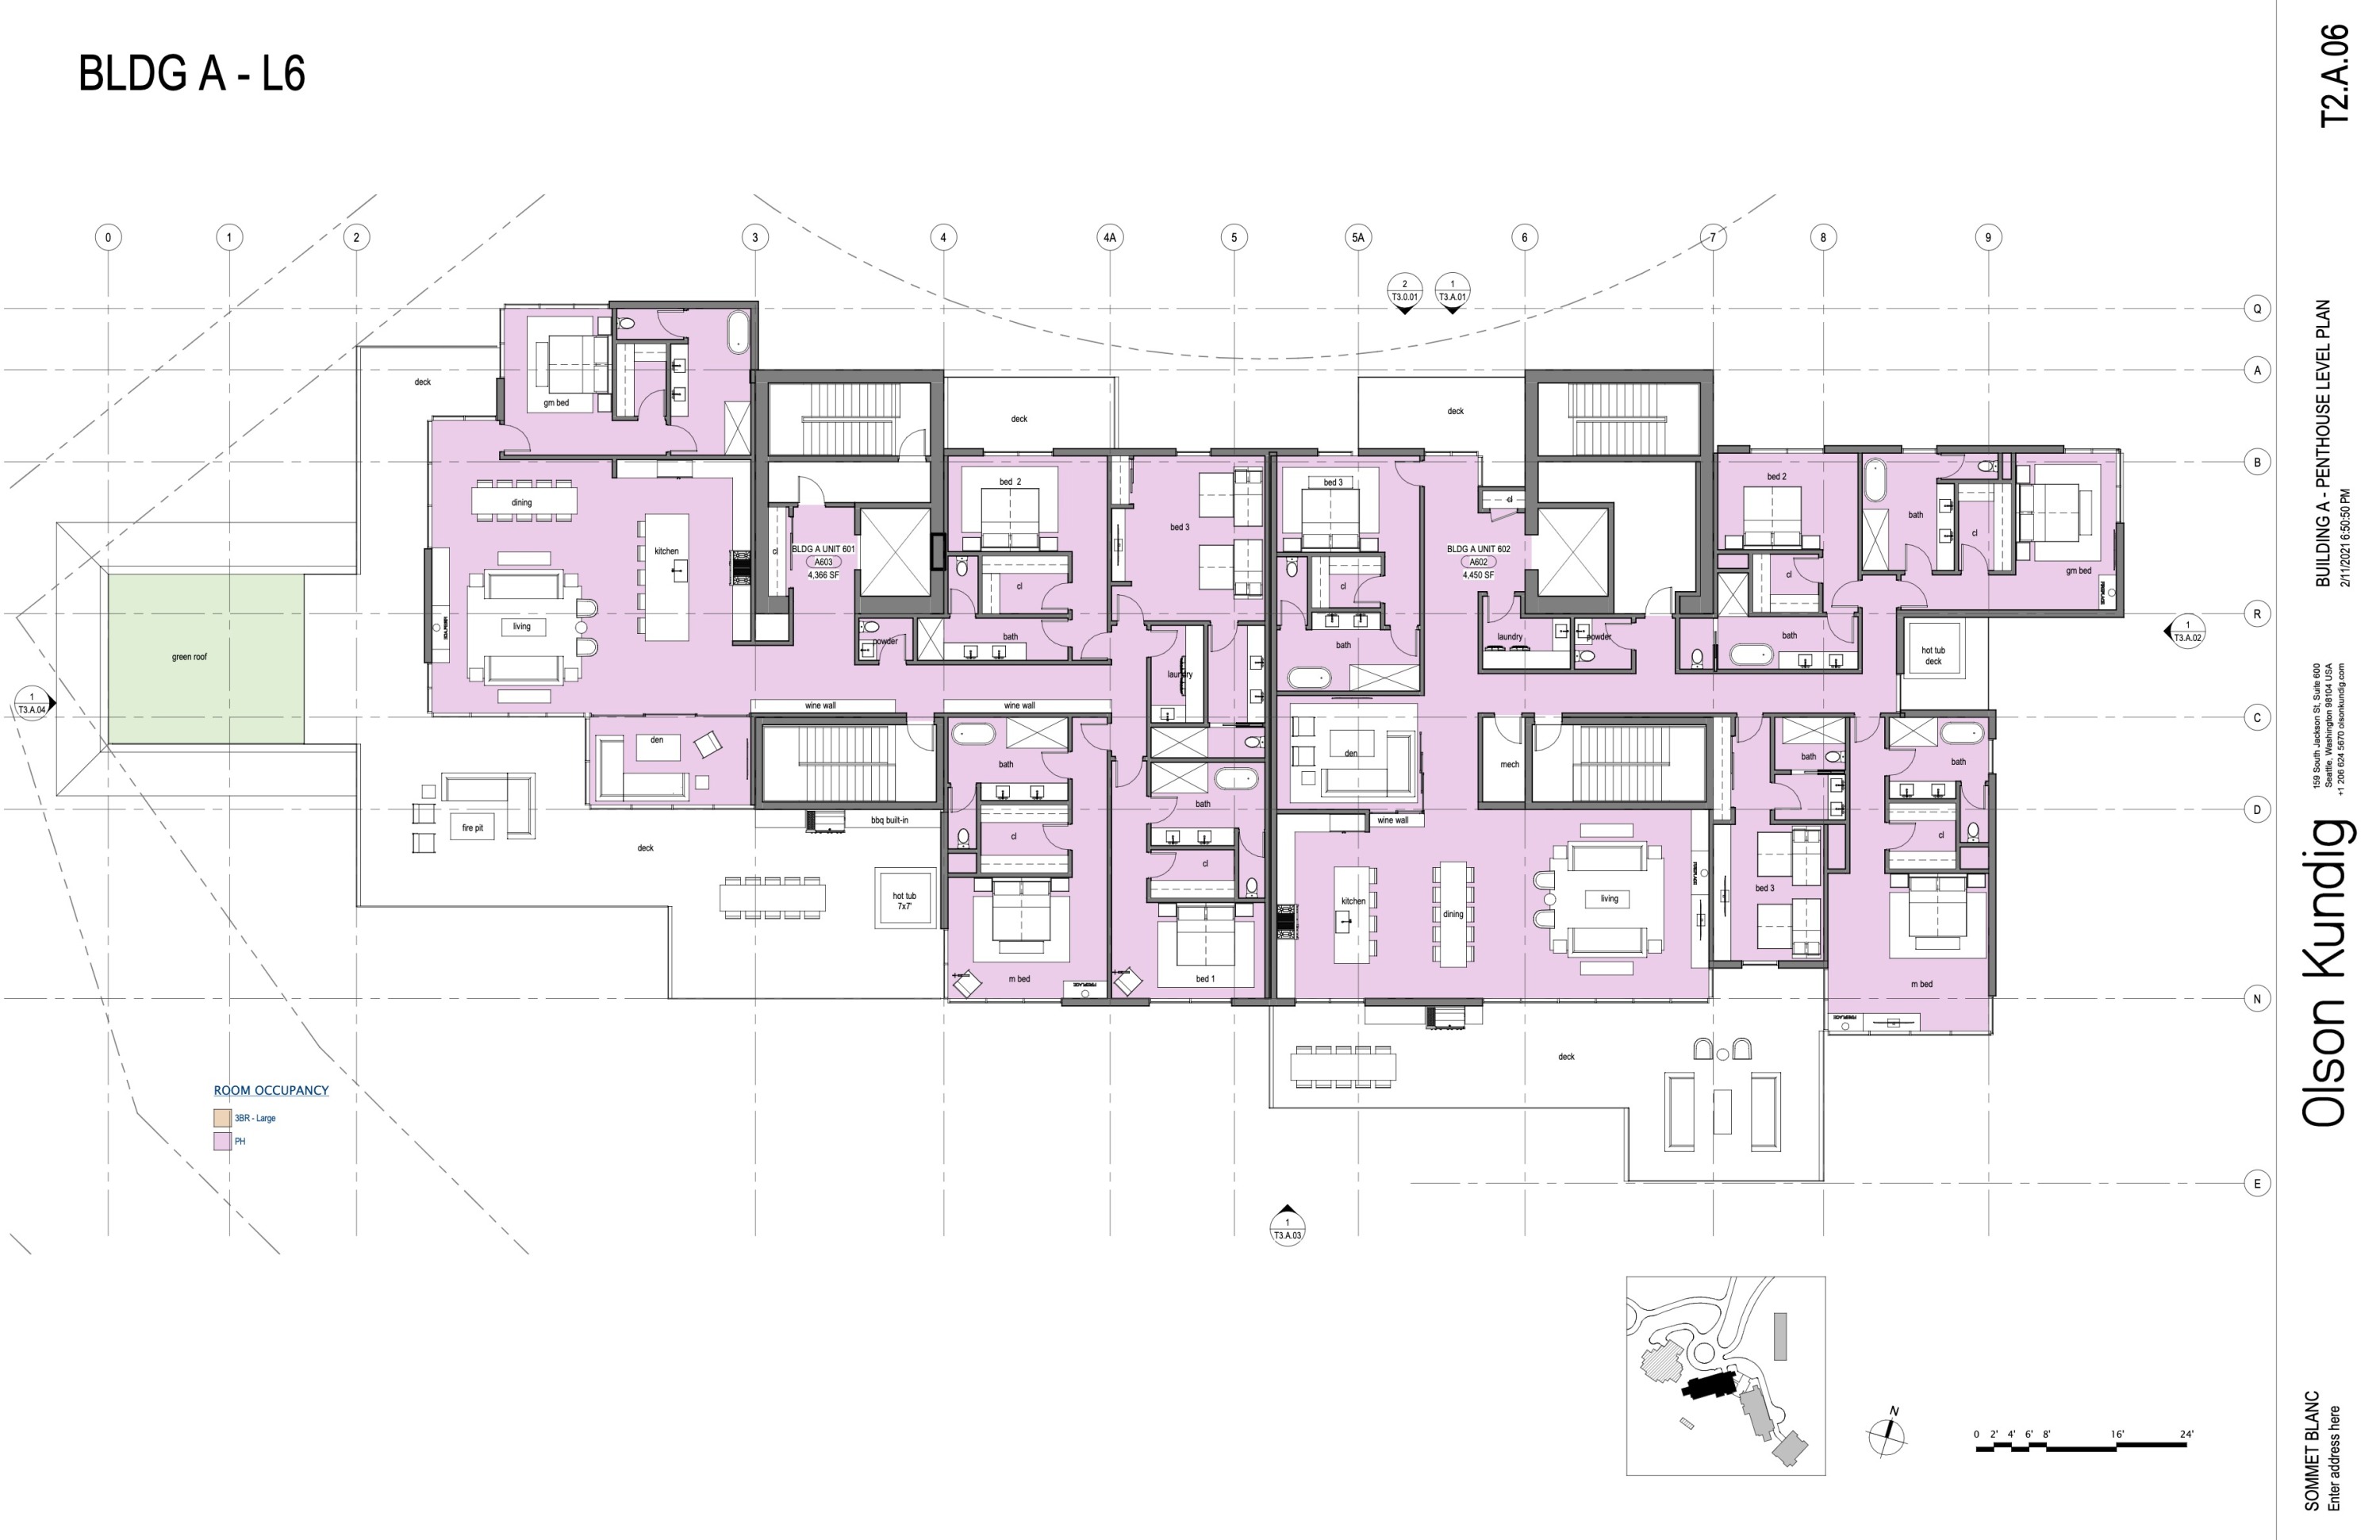 BLDG A - L6
T2.A.06
BUILDING A - PENTHOUSE LEVEL PLAN
2/11/2021 6:50:50 PM
159 South Jackson St, Suite 600
Seattle, Washington 98104 USA
+1 206 624 5670 olsonkundig.com
Olson Kundig
SOMMET BLANC
Enter address here
0
1
2
3
4
4A
5
5A
6
7
8
9
2
T3.0.01
1
T3.A.01
Q
A
B
R
C
D
N
E
1
T3.A.02
1
T3.A.03
1
T3.A.04
deck
gm bed
dining
kitchen
living
den
green roof
fire pit
deck
bbq built-in
hot tub
7x7'
cl
BLDG A UNIT 601
A603
4,366 SF
powder
wine wall
wine wall
deck
bed 2
cl
bath
bed 3
laundry
bath
cl
m bed
FIREPLACE
FIREPLACE
bath
cl
bed 1
deck
bed 3
cl
bath
den
wine wall
kitchen
dining
living
FIREPLACE
cl
BLDG A UNIT 602
A602
4,450 SF
laundry
powder
mech
bed 2
cl
bath
bath
cl
gm bed
FIREPLACE
hot tub
deck
bath
bath
cl
bed 3
m bed
FIREPLACE
deck
ROOM OCCUPANCY
3BR - Large
PH
N
0 2' 4' 6' 8' 16' 24'